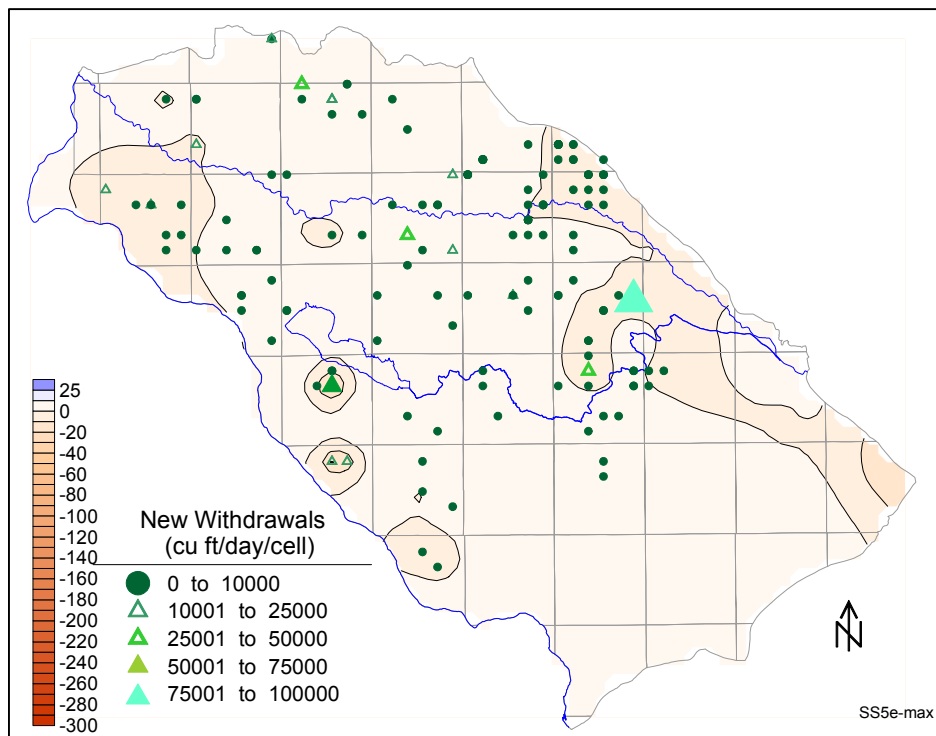 25
0
-20
-40
-60
-80
-100
-120
-140
-160
-180
-200
-220
-240
-260
-280
-300
New Withdrawals
(cu ft/day/cell)
0 to 10000
10001 to 25000
25001 to 50000
50001 to 75000
75001 to 100000
N
SS5e-max